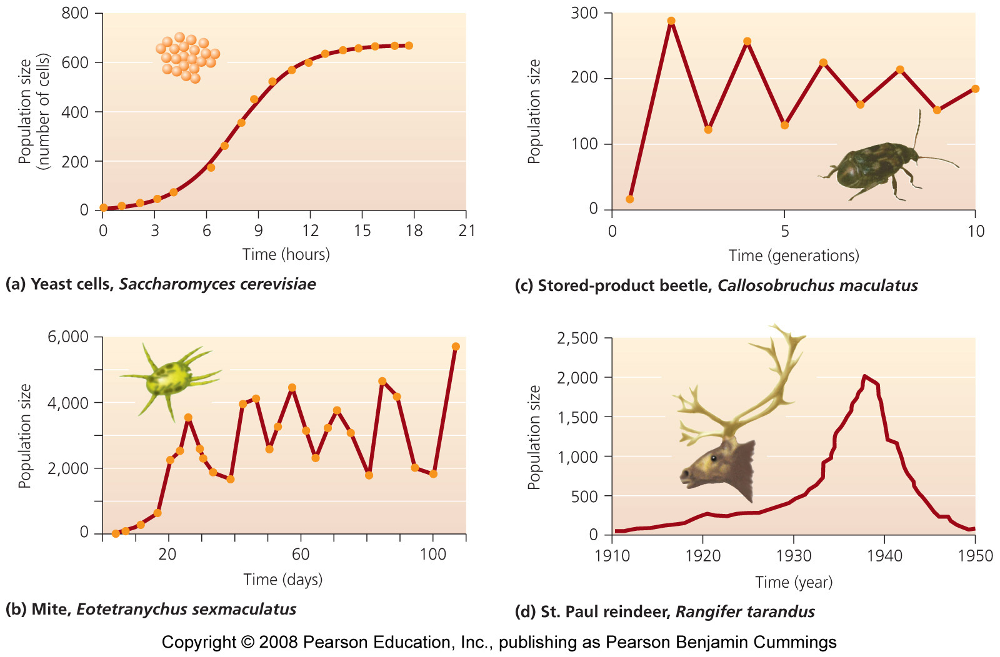 800
600
400
200
0
Population size
(number of cells)
0 3 6 9 12 15 18 21
Time (hours)
(a) Yeast cells, Saccharomyces cerevisiae
300
200
100
0
Population size
0 5 10
Time (generations)
(c) Stored-product beetle, Callosobruchus maculatus
6,000
4,000
2,000
0
Population size
20 60 100
Time (days)
(b) Mite, Eotetranychus sexmaculatus
2,500
2,000
1,500
1,000
500
0
Population size
1910 1920 1930 1940 1950
Time (year)
(d) St. Paul reindeer, Rangifer tarandus
Copyright © 2008 Pearson Education, Inc., publishing as Pearson Benjamin Cummings